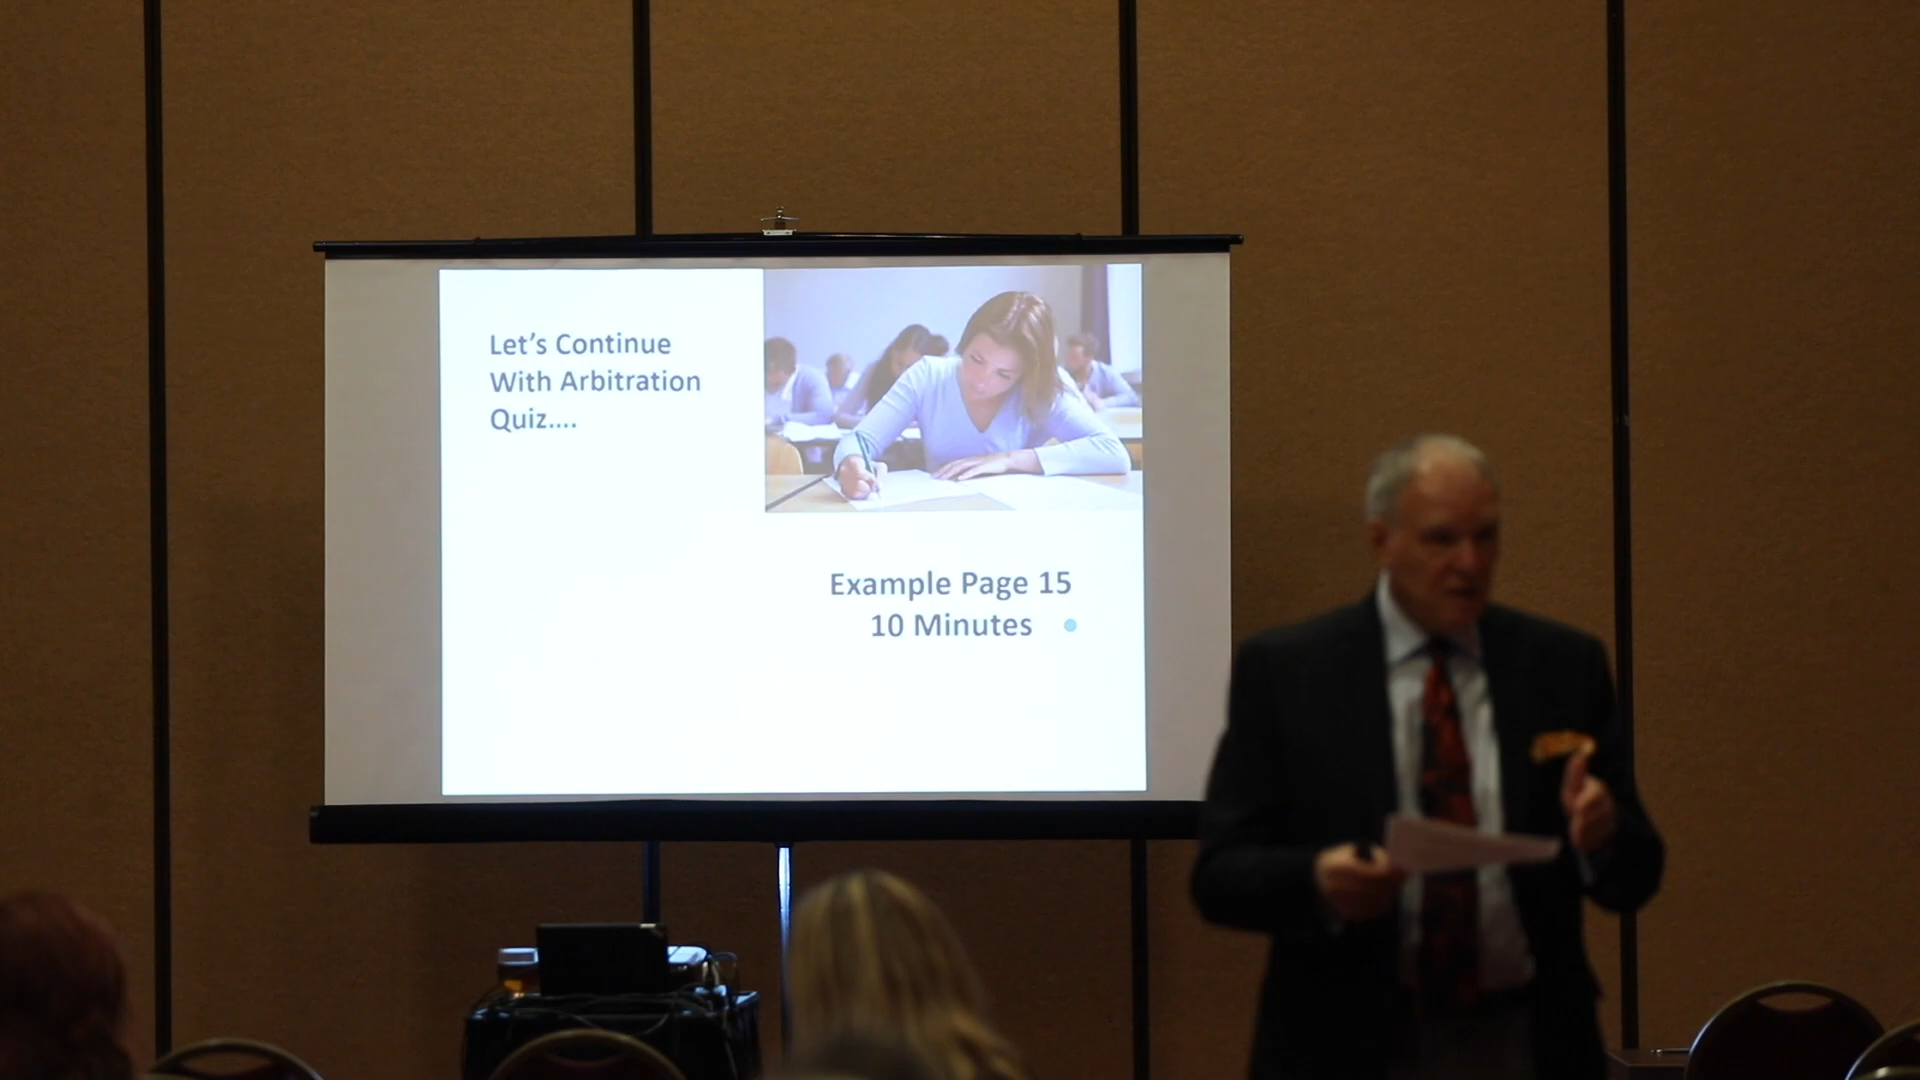 Let's Continue
With Arbitration
Quiz....
Example Page 15
10 Minutes